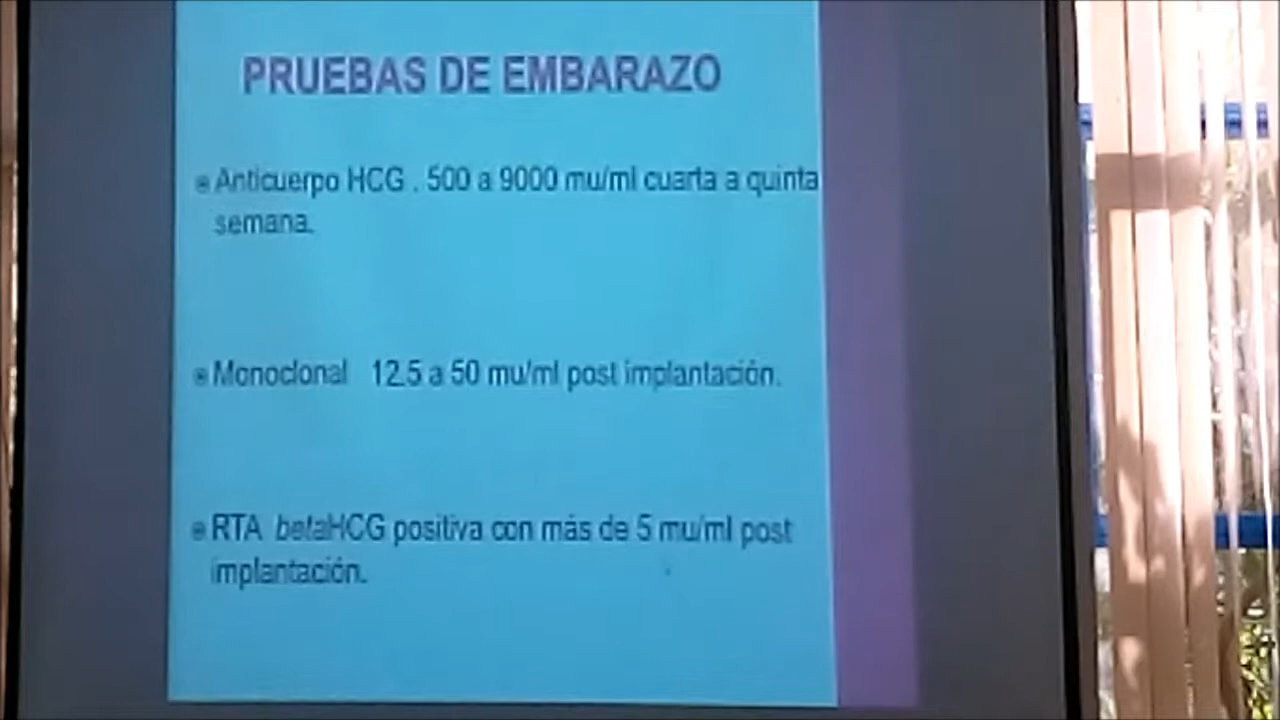 PRUEBAS DE EMBARAZO
Anticuerpo HCG . 500 a 9000 mu/ml cuarta a quinta
semana.
Monoclonal 12.5 a 50 mu/ml post implantación.
RTA betaHCG positiva con más de 5 mu/ml post
implantación.